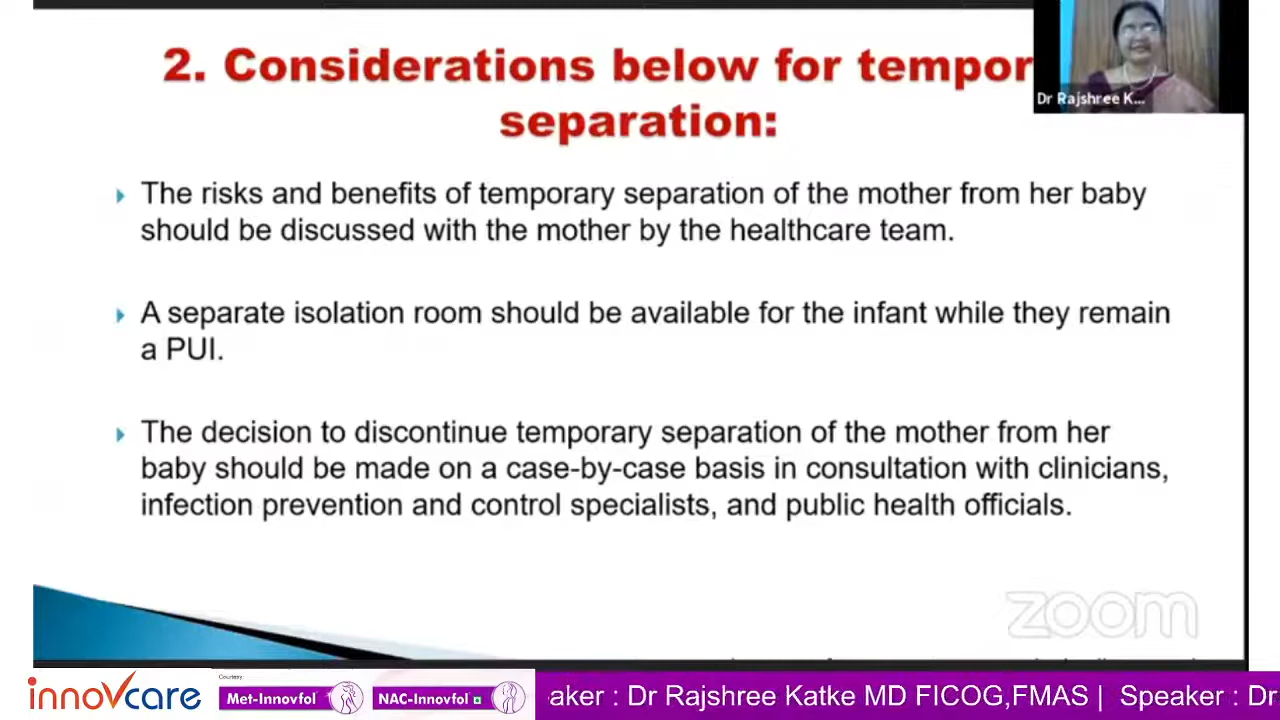 2. Considerations below for tempor
separation:
Dr Rajshree K...
The risks and benefits of temporary separation of the mother from her baby
should be discussed with the mother by the healthcare team.
A separate isolation room should be available for the infant while they remain
a PUI.
The decision to discontinue temporary separation of the mother from her
baby should be made on a case-by-case basis in consultation with clinicians,
infection prevention and control specialists, and public health officials.
zoom
innovcare
Courtesy :
Met-Innovfol
NAC-Innovfol
aker : Dr Rajshree Katke MD FICOG,FMAS | Speaker : Dr